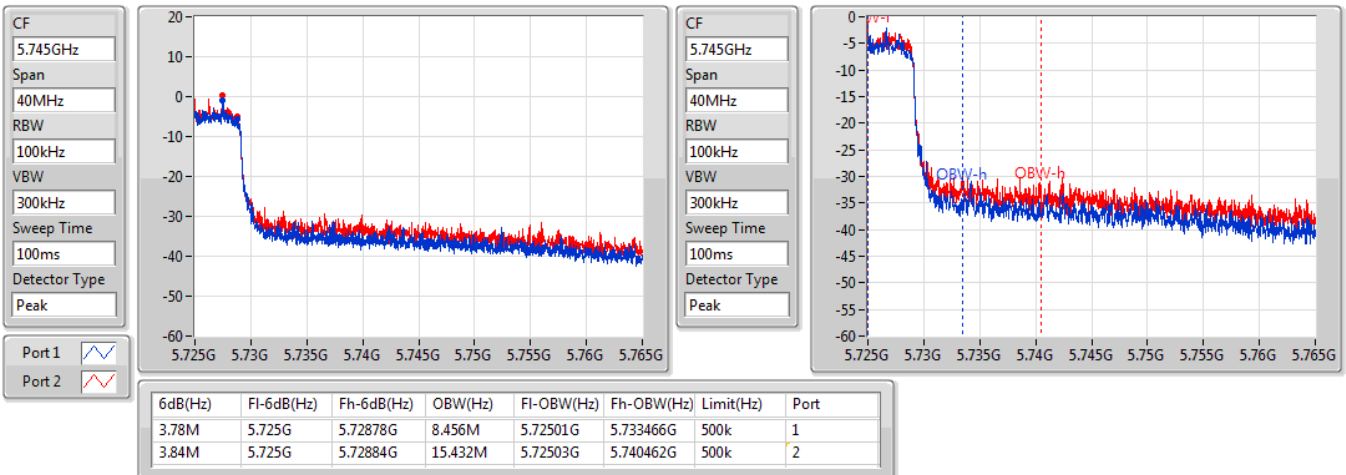 CF
5.745GHz
Span
40MHz
RBW
100kHz
VBW
300kHz
Sweep Time
100ms
Detector Type
Peak
Port 1
Port 2
20
10
0
-10
-20
-30
-40
-50
-60
5.725G 5.73G 5.735G 5.74G 5.745G 5.75G 5.755G 5.76G 5.765G
CF
5.745GHz
Span
40MHz
RBW
100kHz
VBW
300kHz
Sweep Time
100ms
Detector Type
Peak
0
-5
-10
-15
-20
-25
-30
-35
-40
-45
-50
-55
-60
OBW-h OBW-h
5.725G 5.73G 5.735G 5.74G 5.745G 5.75G 5.755G 5.76G 5.765G
6dB(Hz) Fl-6dB(Hz) Fh-6dB(Hz) OBW(Hz) Fl-OBW(Hz) Fh-OBW(Hz) Limit(Hz) Port
3.78M 5.725G 5.72878G 8.456M 5.72501G 5.733466G 500k 1
3.84M 5.725G 5.72884G 15.432M 5.72503G 5.740462G 500k 2